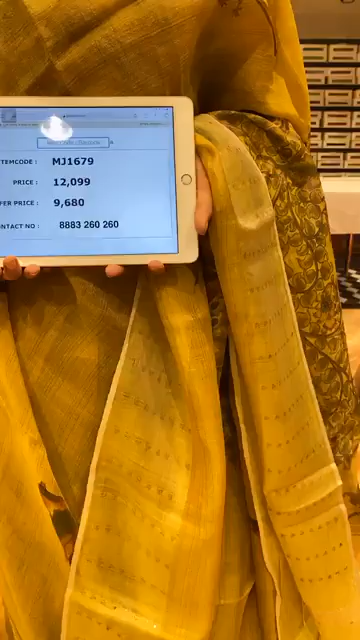 TEMCODE : MJ1679
PRICE : 12,099
FER PRICE : 9,680
NTACT NO : 8883 260 260